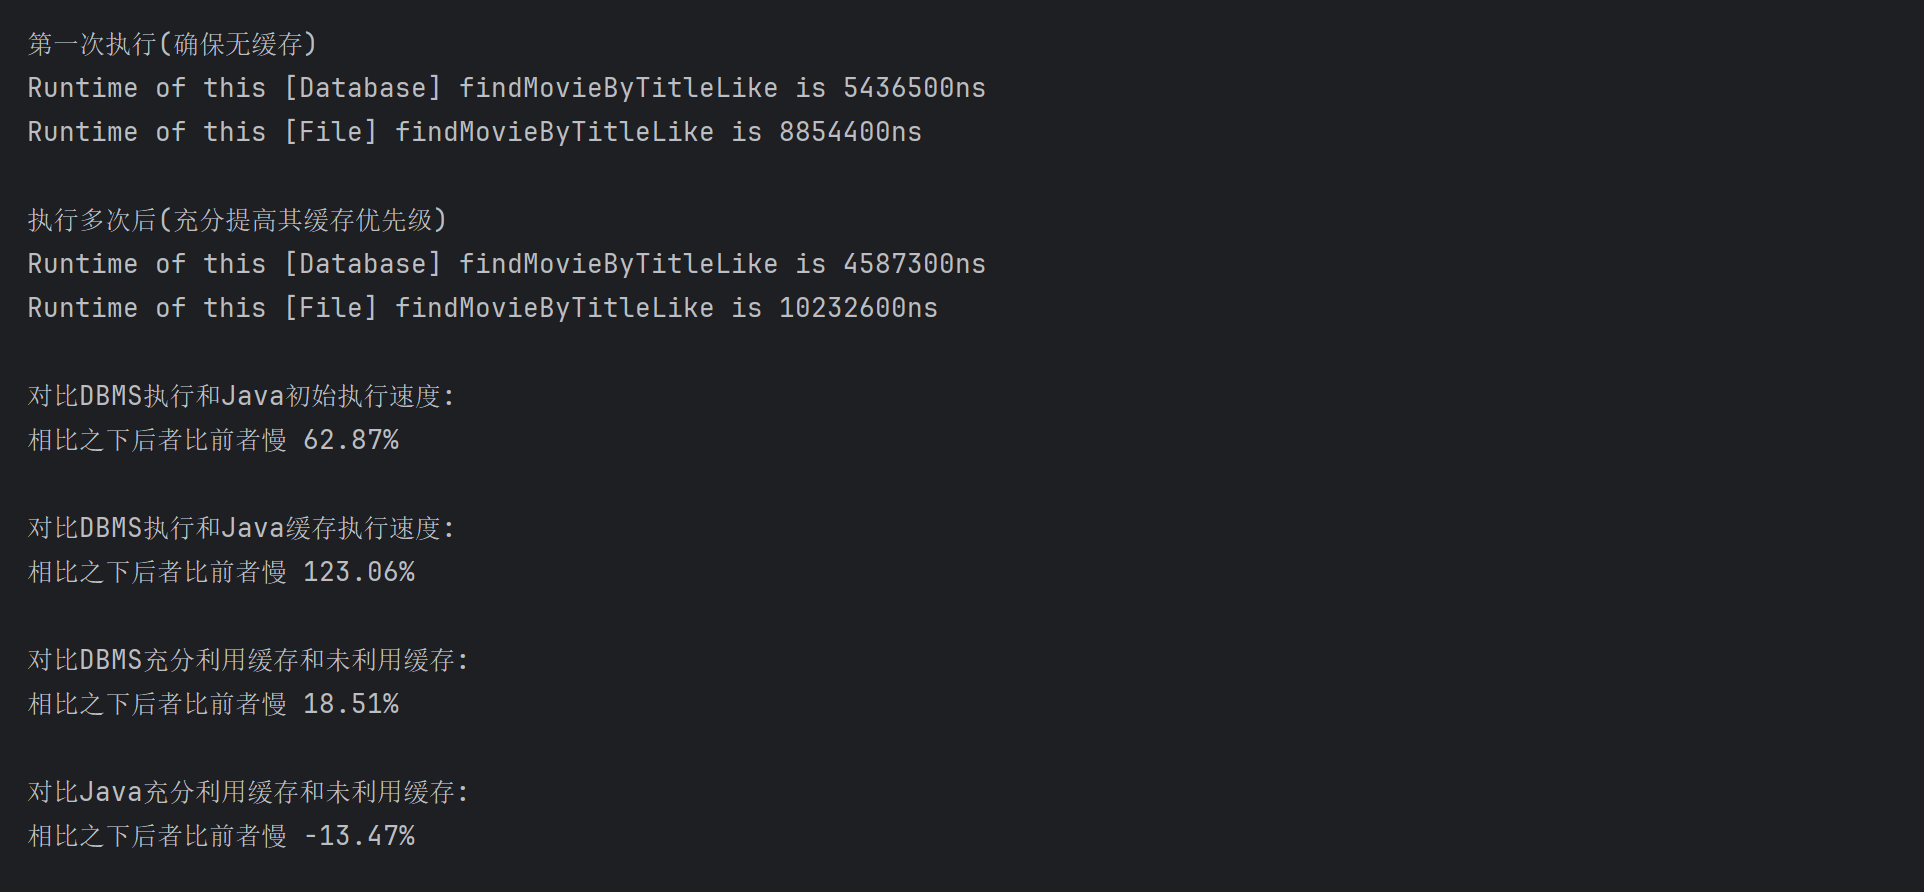 第一次执行(确保无缓存)
Runtime of this [Database] findMovieByTitleLike is 5436500ns
Runtime of this [File] findMovieByTitleLike is 8854400ns
执行多次后(充分提高其缓存优先级)
Runtime of this [Database] findMovieByTitleLike is 4587300ns
Runtime of this [File] findMovieByTitleLike is 10232600ns
对比DBMS执行和Java初始执行速度:
相比之下后者比前者慢 62.87%
对比DBMS执行和Java缓存执行速度:
相比之下后者比前者慢 123.06%
对比DBMS充分利用缓存和未利用缓存:
相比之下后者比前者慢 18.51%
对比Java充分利用缓存和未利用缓存:
相比之下后者比前者慢 -13.47%